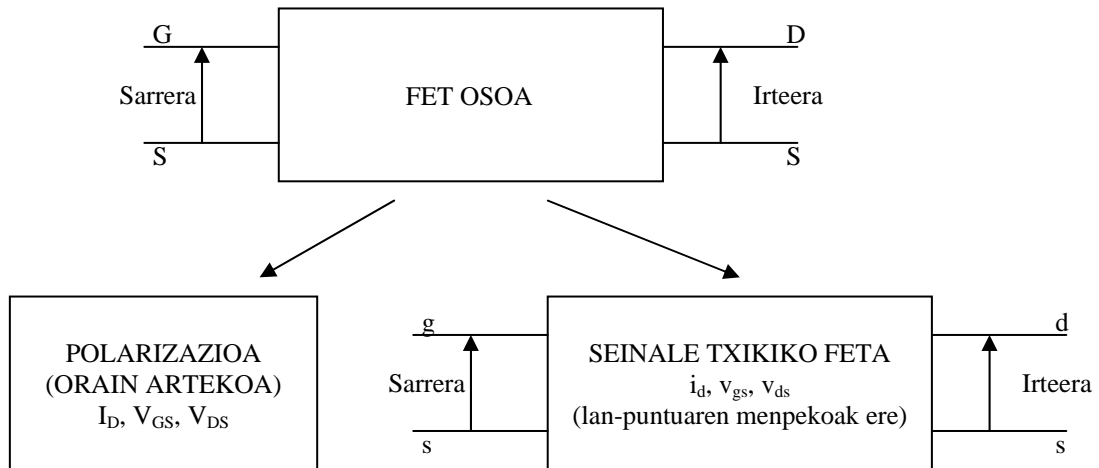 G
D
Sarrera
FET OSOA
Irteera
S
S
POLARIZAZIOA
(ORAIN ARTEKOA)
I_D, V_GS, V_DS
g
d
Sarrera
SEINALE TXIKIKO FETA
i_d, v_gs, v_ds
(lan-puntuaren menpekoak ere)
Irteera
s
s